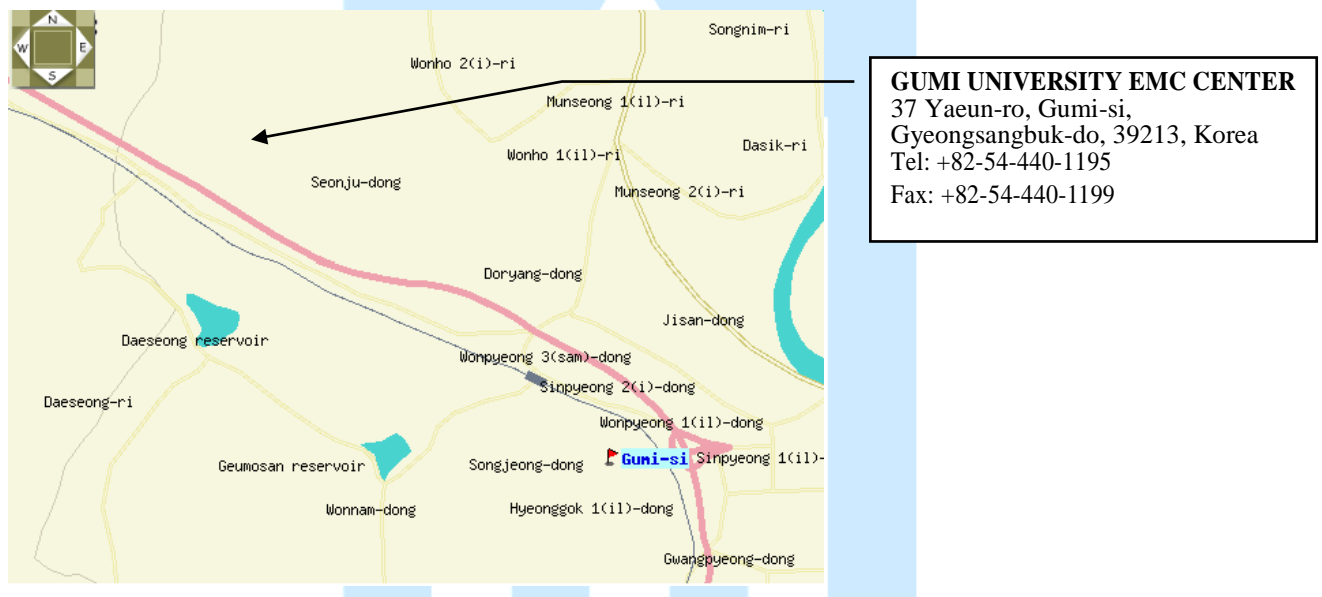 N
W E
S
Songnim-ri
Wonho 2(i)-ri
Munseong 1(il)-ri
Dasik-ri
Wonho 1(il)-ri
Seonju-dong
Munseong 2(i)-ri
Doryang-dong
Jisan-dong
Daeseong reservoir
Wonpyeong 3(sam)-dong
Sinpyeong 2(i)-dong
Daeseong-ri
Wonpyeong 1(il)-dong
Gumi-si Sinpyeong 1(il)-
Geumosan reservoir
Songjeong-dong
Wonnam-dong
Hyeonggok 1(il)-dong
Gwangpyeong-dong
GUMI UNIVERSITY EMC CENTER
37 Yaeun-ro, Gumi-si,
Gyeongsangbuk-do, 39213, Korea
Tel: +82-54-440-1195
Fax: +82-54-440-1199